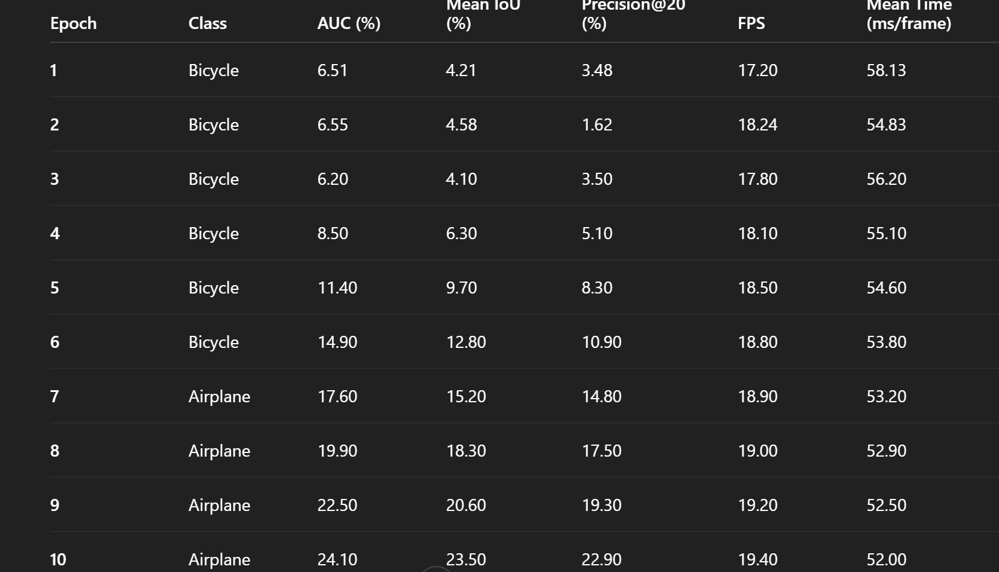 Epoch Class AUC (%) Mean IoU (%) Precision@20 (%) FPS Mean Time (ms/frame)
1 Bicycle 6.51 4.21 3.48 17.20 58.13
2 Bicycle 6.55 4.58 1.62 18.24 54.83
3 Bicycle 6.20 4.10 3.50 17.80 56.20
4 Bicycle 8.50 6.30 5.10 18.10 55.10
5 Bicycle 11.40 9.70 8.30 18.50 54.60
6 Bicycle 14.90 12.80 10.90 18.80 53.80
7 Airplane 17.60 15.20 14.80 18.90 53.20
8 Airplane 19.90 18.30 17.50 19.00 52.90
9 Airplane 22.50 20.60 19.30 19.20 52.50
10 Airplane 24.10 23.50 22.90 19.40 52.00